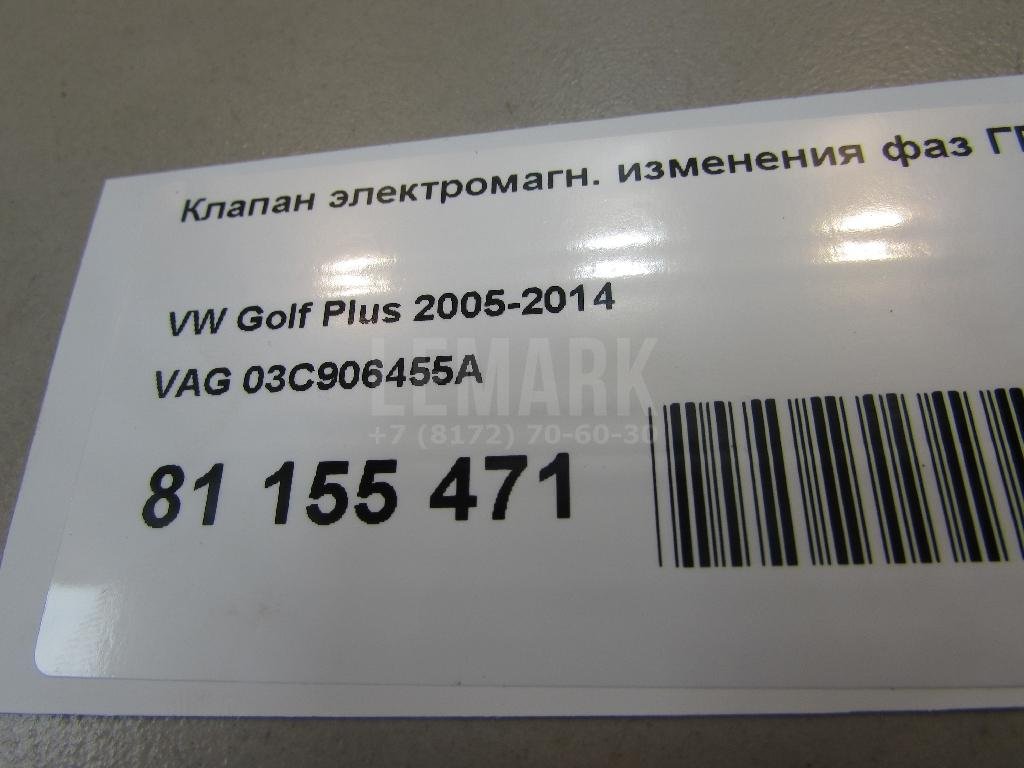 Клапан электромагн. изменения фаз
VW Golf Plus 2005-2014
VAG 03C906455A
LEMARK
+7 (8172) 70-60-30
81 155 471